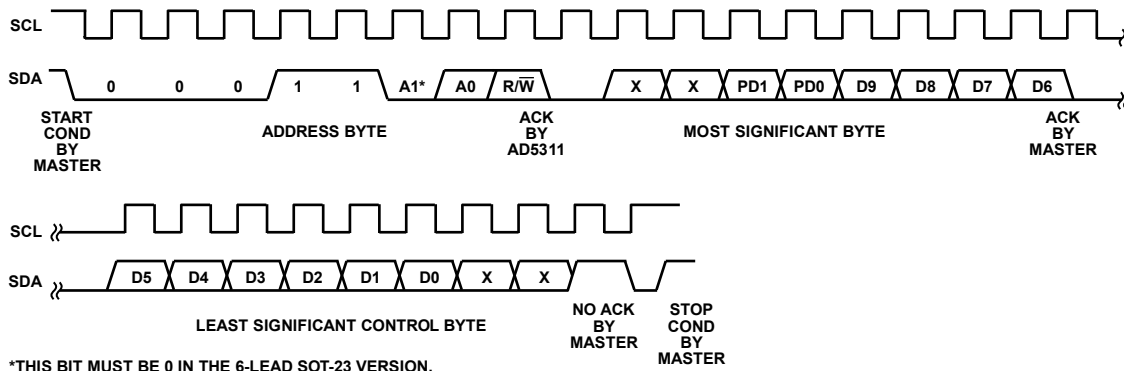 SCL
SDA 0 0 0 1 1 A1* A0 R/W̅ X X PD1 PD0 D9 D8 D7 D6
START COND BY MASTER
ADDRESS BYTE
ACK BY AD5311
MOST SIGNIFICANT BYTE
ACK BY MASTER
SCL
SDA D5 D4 D3 D2 D1 D0 X X
LEAST SIGNIFICANT CONTROL BYTE
NO ACK BY MASTER
STOP COND BY MASTER
*THIS BIT MUST BE 0 IN THE 6-LEAD SOT-23 VERSION.